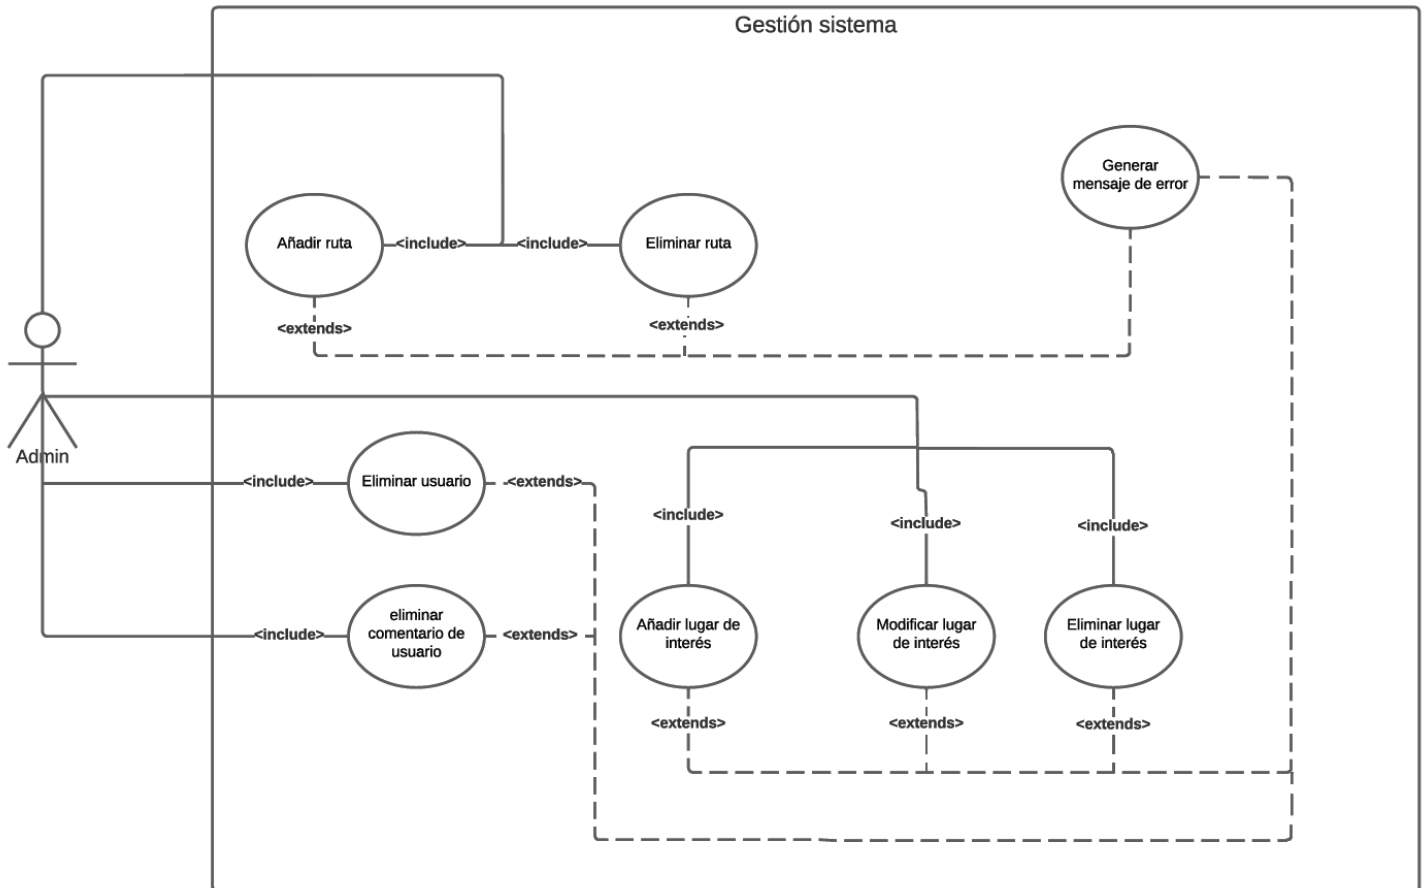 Gestión sistema
Generar
mensaje de error
Añadir ruta
<include>
<include>
Eliminar ruta
<extends>
<extends>
Admin
<include>
Eliminar usuario
<extends>
<include>
<include>
<include>
<include>
eliminar
comentario de
usuario
<extends>
Añadir lugar de
interés
Modificar lugar
de interés
Eliminar lugar
de interés
<extends>
<extends>
<extends>